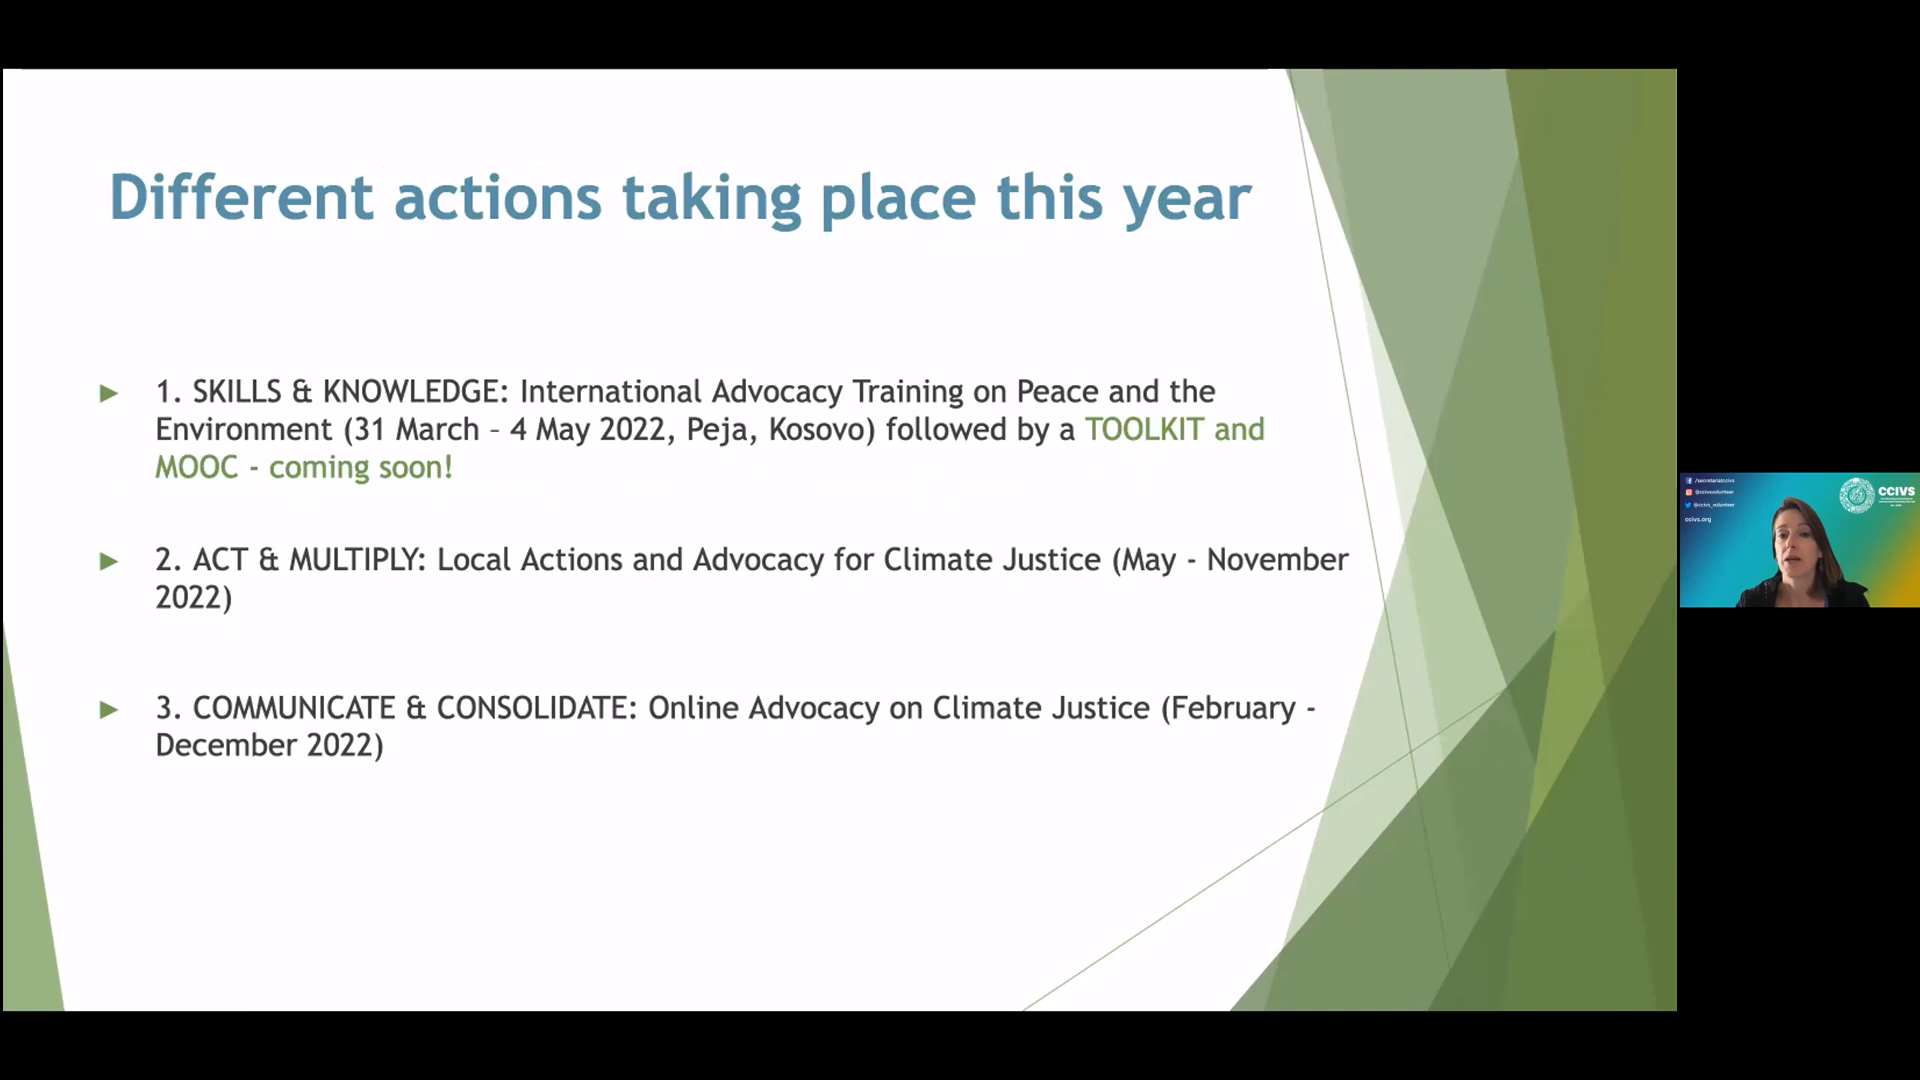 Different actions taking place this year
► 1. SKILLS & KNOWLEDGE: International Advocacy Training on Peace and the
Environment (31 March – 4 May 2022, Peja, Kosovo) followed by a TOOLKIT and
MOOC - coming soon!
► 2. ACT & MULTIPLY: Local Actions and Advocacy for Climate Justice (May - November
2022)
► 3. COMMUNICATE & CONSOLIDATE: Online Advocacy on Climate Justice (February -
December 2022)
/secretariatccivs
@ccivsvolunteer
@ccivs_volunteer
ccivs.org
CCIVS